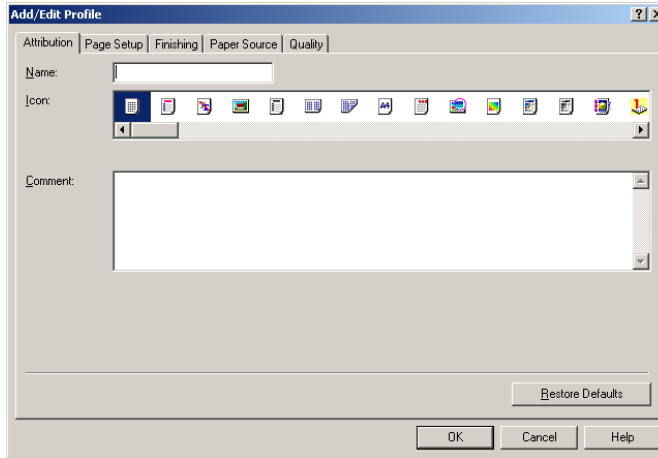 Add/Edit Profile
Attribution Page Setup Finishing Paper Source Quality
Name:
Icon:
Comment:
Restore Defaults
OK Cancel Help